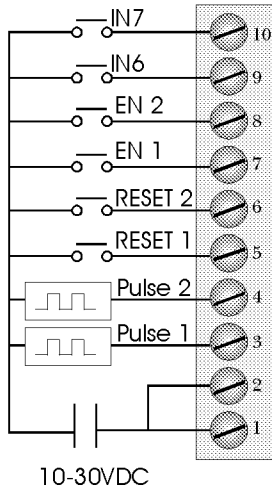 IN7 10
IN6 9
EN 2 8
EN 1 7
RESET 2 6
RESET 1 5
Pulse 2 4
Pulse 1 3
2
1
10-30VDC